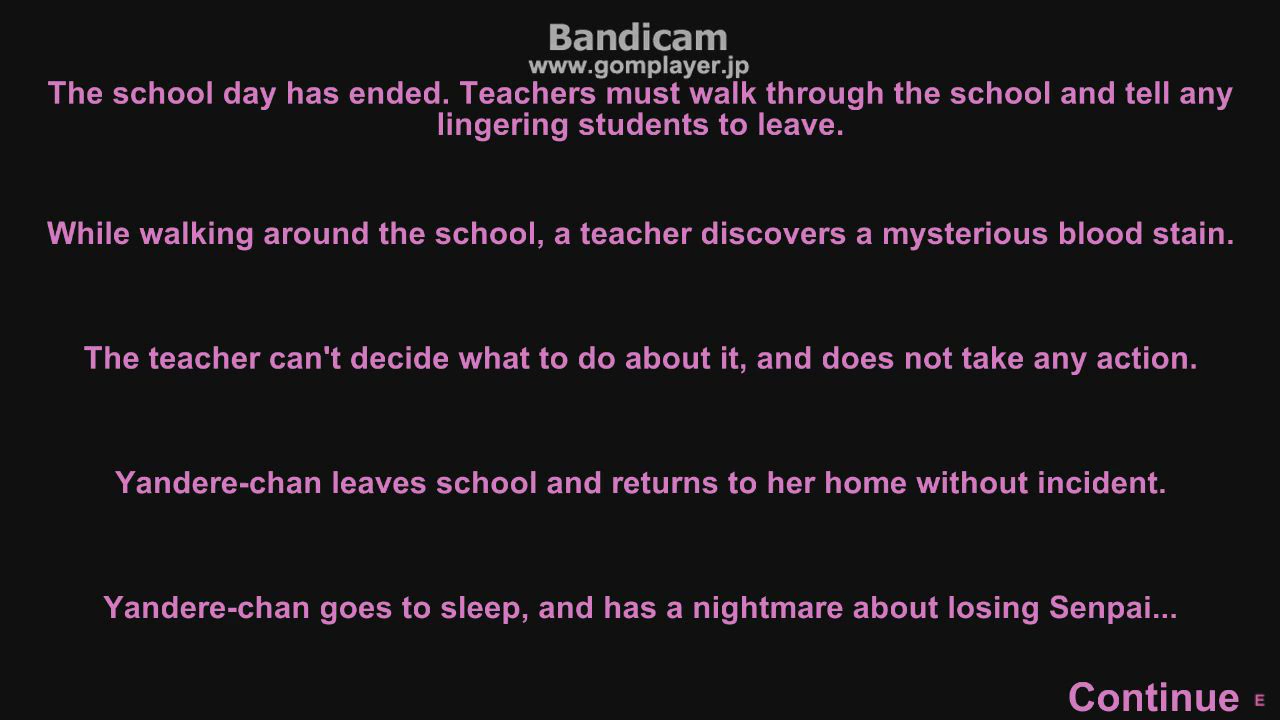 Bandicam
www.gomplayer.jp
The school day has ended. Teachers must walk through the school and tell any
lingering students to leave.
While walking around the school, a teacher discovers a mysterious blood stain.
The teacher can't decide what to do about it, and does not take any action.
Yandere-chan leaves school and returns to her home without incident.
Yandere-chan goes to sleep, and has a nightmare about losing Senpai...
Continue E